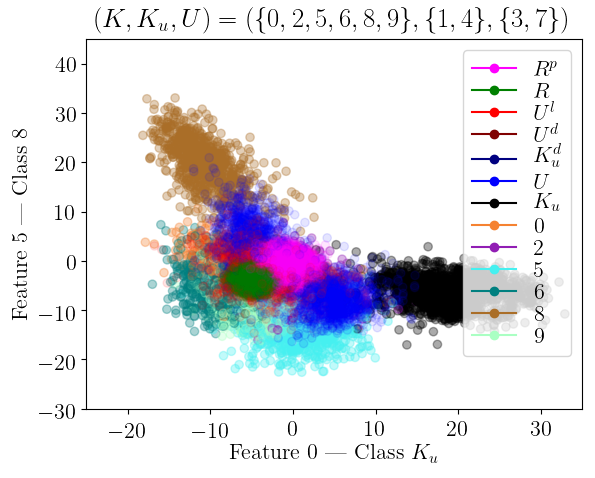 (K, K_u, U) = ({0, 2, 5, 6, 8, 9}, {1, 4}, {3, 7})
40
30
20
10
0
−10
−20
−30
Feature 5 — Class 8
R^p
R
U^l
U^d
K_u^d
U
K_u
0
2
5
6
8
9
−20
−10
0
10
20
30
Feature 0 — Class K_u